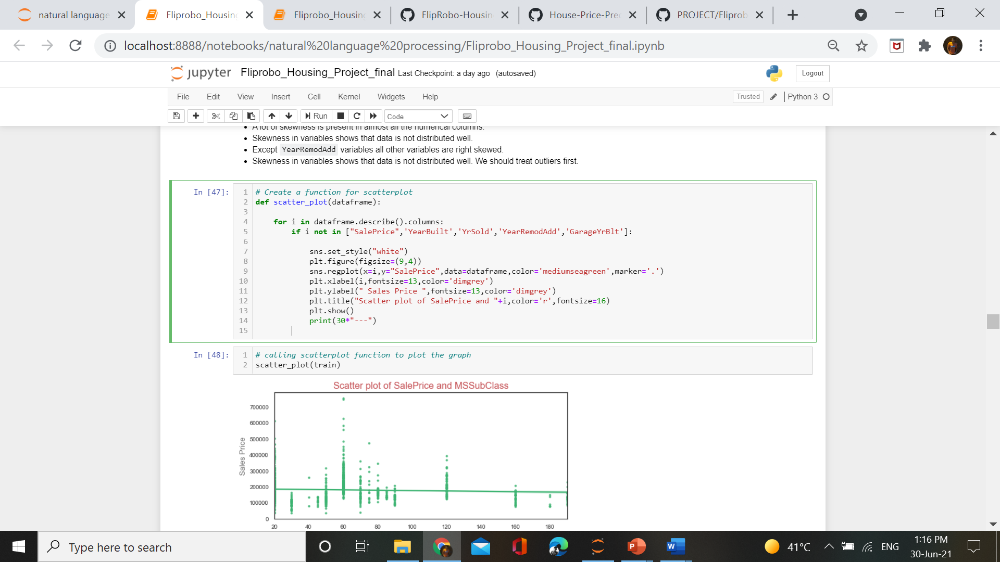 natural language
Fliprobo_Housing
Fliprobo_Housing
FlipRobo-Housin
House-Price-Pred
PROJECT/Fliprob
localhost:8888/notebooks/natural%20language%20processing/Fliprobo_Housing_Project_final.ipynb
jupyter Fliprobo_Housing_Project_final Last Checkpoint: a day ago (autosaved)
Logout
File Edit View Insert Cell Kernel Widgets Help
Trusted Python 3
Run Code
A lot of skewness is present in almost all the numerical columns.
Skewness in variables shows that data is not distributed well.
Except YearRemodAdd variables all other variables are right skewed.
Skewness in variables shows that data is not distributed well. We should treat outliers first.
In [47]:
1 # Create a function for scatterplot
2 def scatter_plot(dataframe):
3
4 for i in dataframe.describe().columns:
5 if i not in ["SalePrice",'YearBuilt','YrSold','YearRemodAdd','GarageYrBlt']:
6
7 sns.set_style("white")
8 plt.figure(figsize=(9,4))
9 sns.regplot(x=i,y="SalePrice",data=dataframe,color='mediumseagreen',marker='.')
10 plt.xlabel(i,fontsize=13,color='dimgrey')
11 plt.ylabel(" Sales Price ",fontsize=13,color='dimgrey')
12 plt.title("Scatter plot of SalePrice and "+i,color='r',fontsize=16)
13 plt.show()
14 print(30*"---")
15
In [48]:
1 # calling scatterplot function to plot the graph
2 scatter_plot(train)
Scatter plot of SalePrice and MSSubClass
Sales Price
700000
600000
500000
400000
300000
200000
100000
0
20 40 60 80 100 120 140 160 180
Type here to search
41°C
ENG
1:16 PM
30-Jun-21